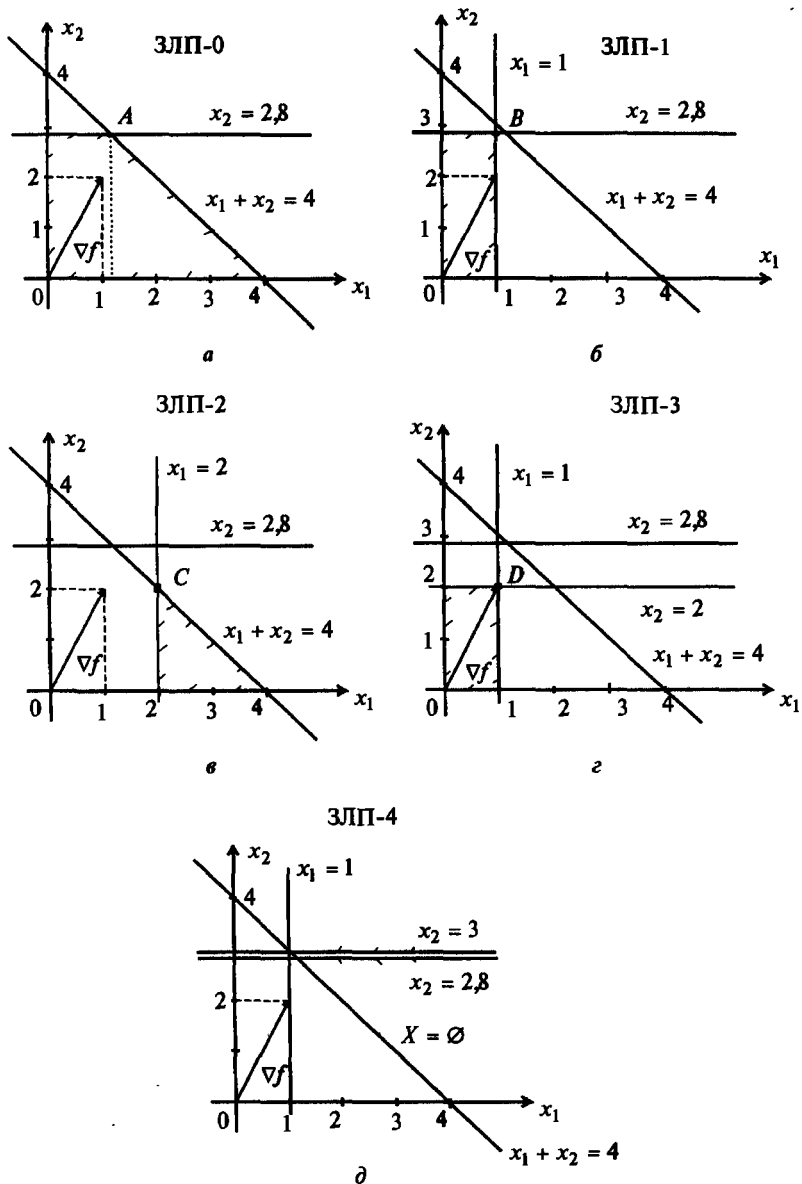 ЗЛП-0
x₂
4
A
x₂ = 2,8
2
x₁ + x₂ = 4
1
∇f
0 1 2 3 4 x₁
а
ЗЛП-1
x₂
4
x₁ = 1
3
B
x₂ = 2,8
2
x₁ + x₂ = 4
1
∇f
x₁
0 1 2 3 4
б
ЗЛП-2
x₂
4
x₁ = 2
x₂ = 2,8
2
C
x₁ + x₂ = 4
∇f
0 1 2 3 4 x₁
в
ЗЛП-3
x₂
4
x₁ = 1
3
x₂ = 2,8
2
D
x₂ = 2
1
x₁ + x₂ = 4
∇f
0 1 2 3 4 x₁
г
ЗЛП-4
x₂
x₁ = 1
4
x₂ = 3
x₂ = 2,8
2
X = ∅
∇f
0 1 2 3 4 x₁
x₁ + x₂ = 4
д